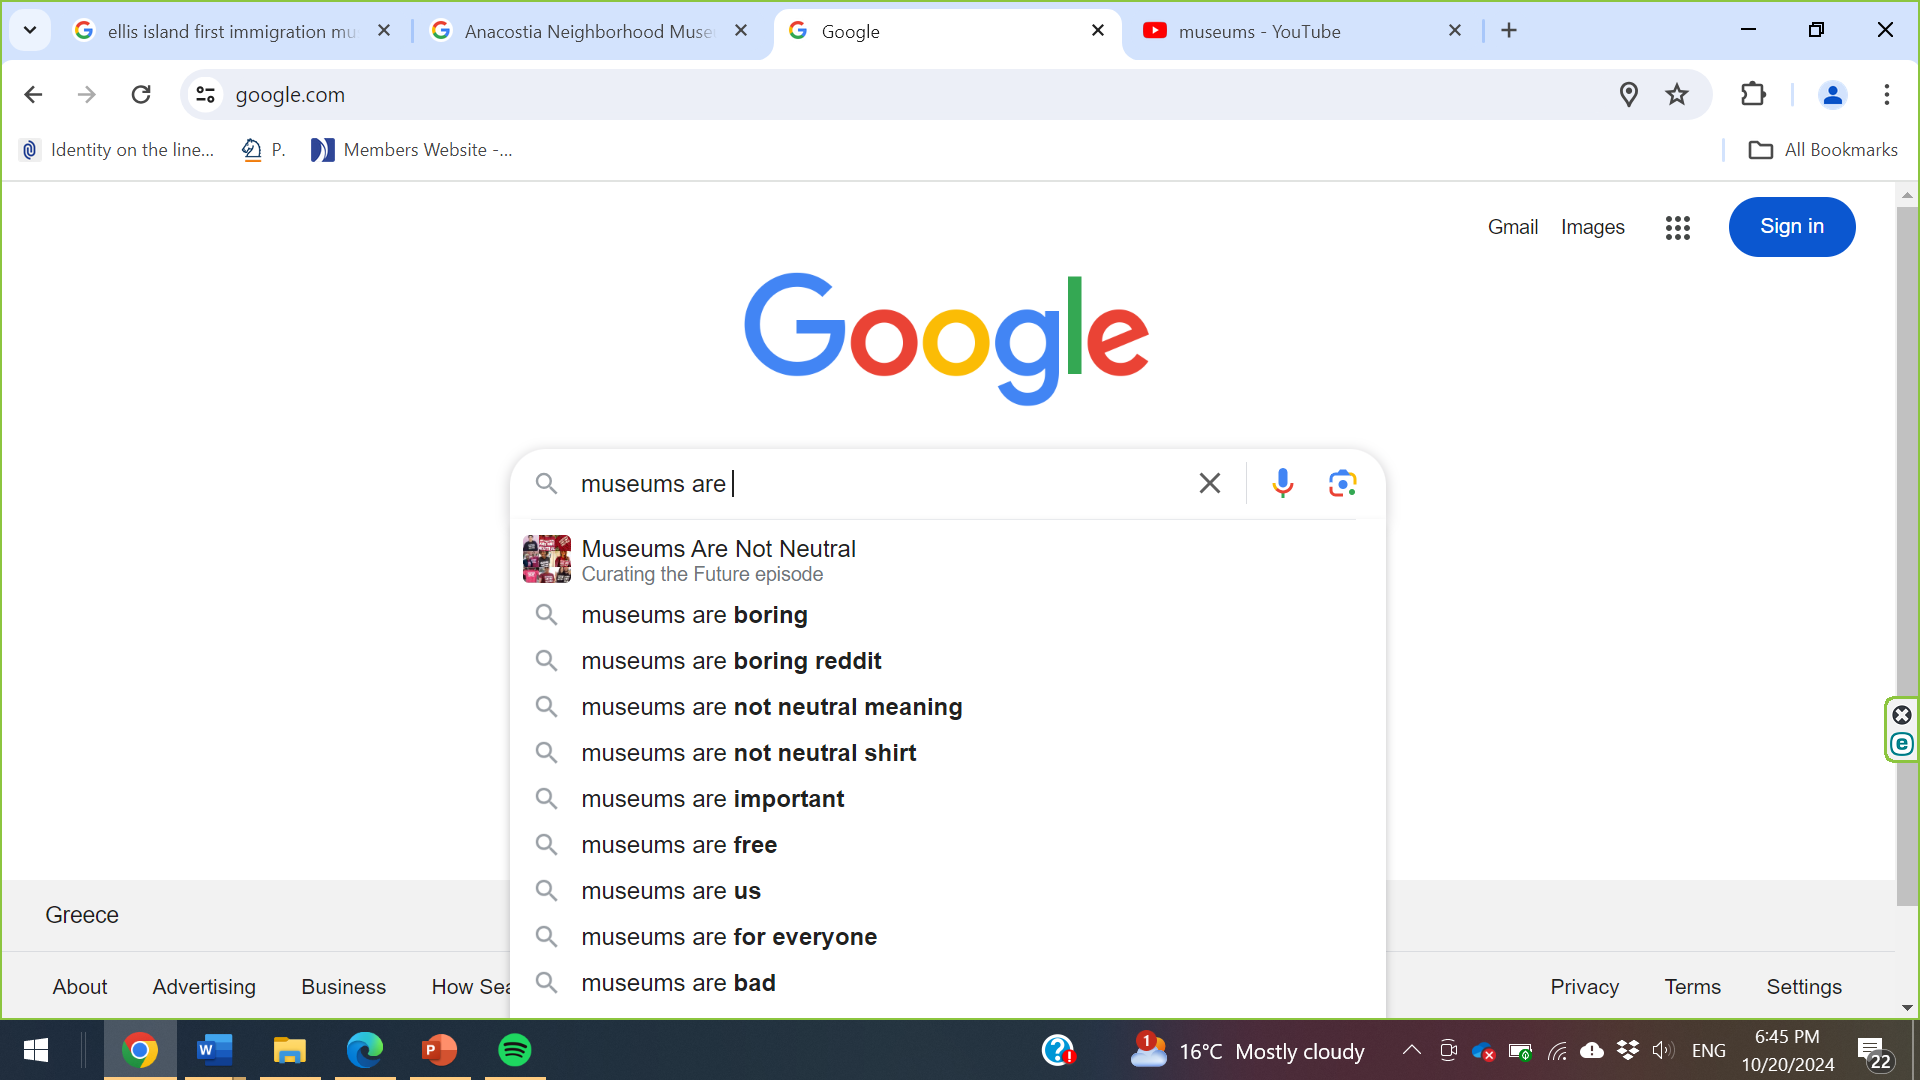 ellis island first immigration mu
Anacostia Neighborhood Muse
Google
museums - YouTube
google.com
Identity on the line...
P.
Members Website -...
All Bookmarks
Gmail
Images
Sign in
Google
museums are
Museums Are Not Neutral
Curating the Future episode
museums are boring
museums are boring reddit
museums are not neutral meaning
museums are not neutral shirt
museums are important
museums are free
museums are us
museums are for everyone
museums are bad
Greece
About
Advertising
Business
How Sea
Privacy
Terms
Settings
1
16°C Mostly cloudy
ENG
6:45 PM
10/20/2024
22